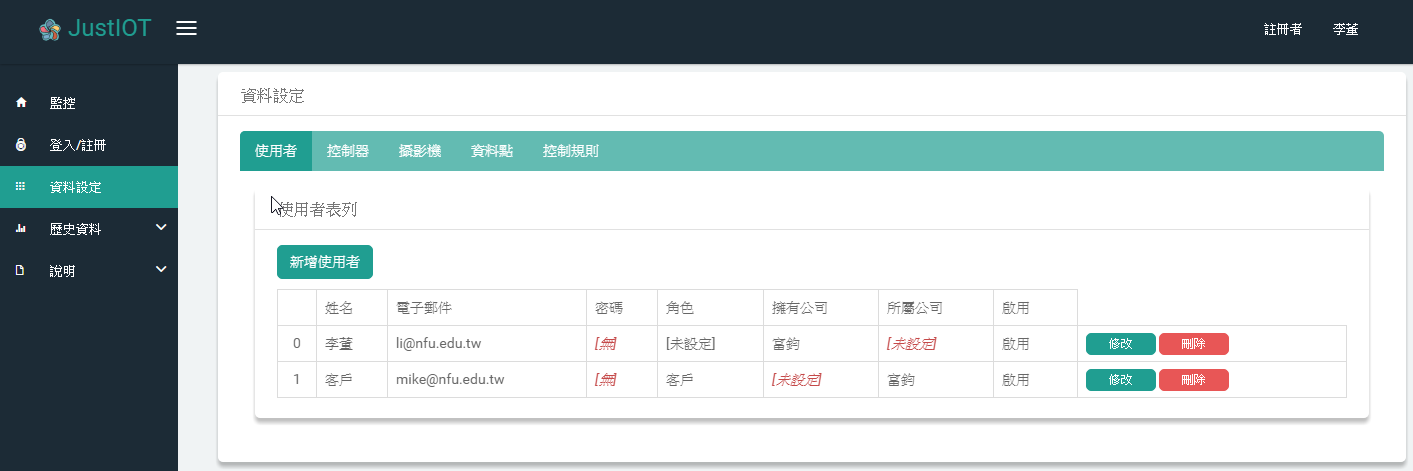 JustIOT
註冊者 李董
監控
登入/註冊
資料設定
歷史資料
說明
資料設定
使用者 控制器 攝影機 資料點 控制規則
使用者表列
新增使用者
姓名 電子郵件 密碼 角色 擁有公司 所屬公司 啟用
0 李董 li@nfu.edu.tw [無] [未設定] 富鈞 [未設定] 啟用 修改 刪除
1 客戶 mike@nfu.edu.tw [無] 客戶 [未設定] 富鈞 啟用 修改 刪除